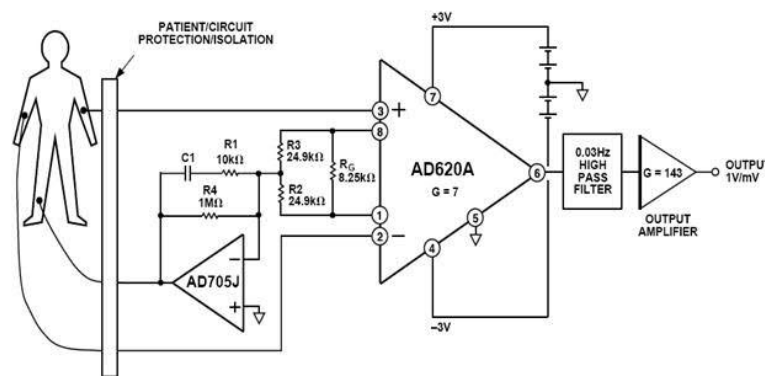 PATIENT/CIRCUIT
PROTECTION/ISOLATION
+3V
C1
R1
10kΩ
R4
1MΩ
R3
24.9kΩ
R2
24.9kΩ
RG
8.25kΩ
3
+
8
1
2
−
7
AD620A
G = 7
6
5
4
−3V
AD705J
−
+
0.03Hz
HIGH
PASS
FILTER
G = 143
OUTPUT
1V/mV
OUTPUT
AMPLIFIER